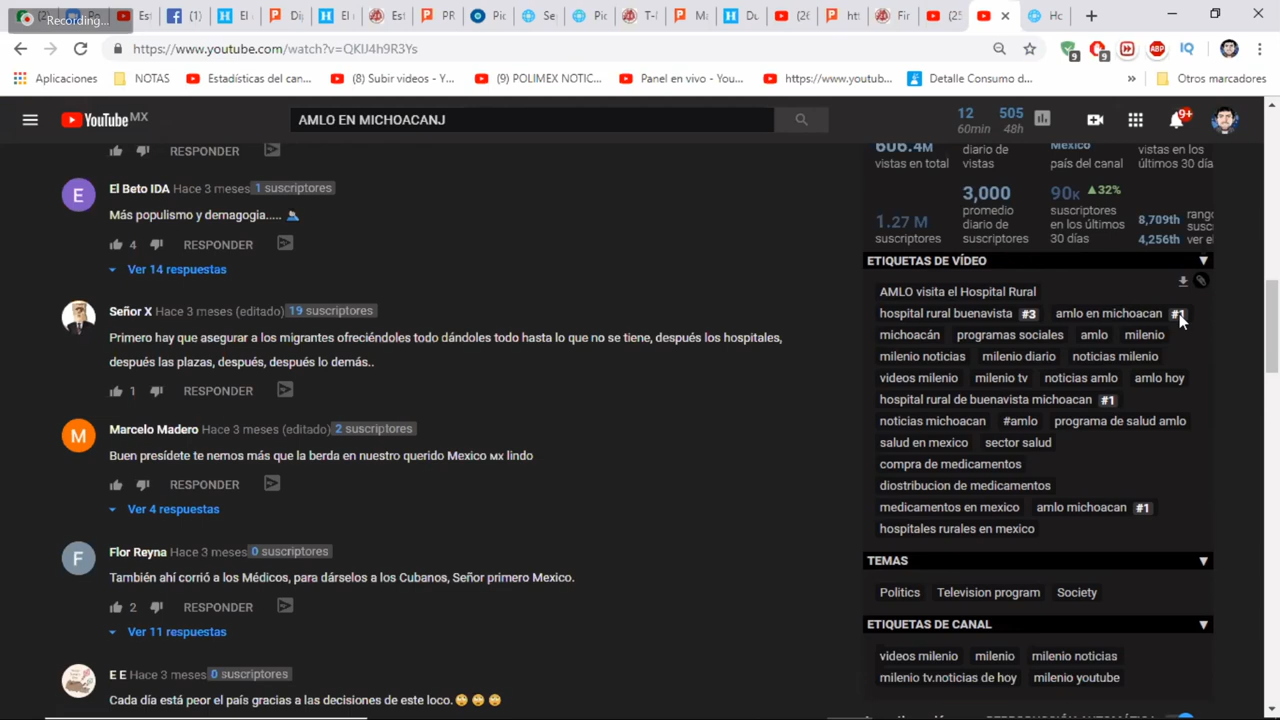 Recording...
https://www.youtube.com/watch?v=QKIJ4h9R3Ys
Aplicaciones NOTAS Estadísticas del can... (8) Subir videos - Y... (9) POLIMEX NOTIC... Panel en vivo - You... https://www.youtub... Detalle Consumo d... » Otros marcadores
YouTube MX AMLO EN MICHOACANJ 12 60min 505 48h 9+
RESPONDER
El Beto IDA Hace 3 meses 1 suscriptores
Más populismo y demagogia.....
4 RESPONDER
Ver 14 respuestas
Señor X Hace 3 meses (editado) 19 suscriptores
Primero hay que asegurar a los migrantes ofreciéndoles todo dándoles todo hasta lo que no se tiene, después los hospitales,
después las plazas, después, después lo demás..
1 RESPONDER
Marcelo Madero Hace 3 meses (editado) 2 suscriptores
Buen presídete te nemos más que la berda en nuestro querido Mexico мx lindo
RESPONDER
Ver 4 respuestas
Flor Reyna Hace 3 meses 0 suscriptores
También ahí corrió a los Médicos, para dárselos a los Cubanos, Señor primero Mexico.
2 RESPONDER
Ver 11 respuestas
E E Hace 3 meses 0 suscriptores
Cada día está peor el país gracias a las decisiones de este loco.
606.4M diario de Mexico vistas en los
vistas en total vistas país del canal últimos 30 día
3,000 90K ▲32%
promedio suscriptores
1.27 M diario de en los últimos 8,709th rang
suscriptores suscriptores 30 días 4,256th ver el
ETIQUETAS DE VÍDEO ▼
AMLO visita el Hospital Rural
hospital rural buenavista #3 amlo en michoacan #1
michoacán programas sociales amlo milenio
milenio noticias milenio diario noticias milenio
videos milenio milenio tv noticias amlo amlo hoy
hospital rural de buenavista michoacan #1
noticias michoacan #amlo programa de salud amlo
salud en mexico sector salud
compra de medicamentos
diostribucion de medicamentos
medicamentos en mexico amlo michoacan #1
hospitales rurales en mexico
TEMAS ▼
Politics Television program Society
ETIQUETAS DE CANAL ▼
videos milenio milenio milenio noticias
milenio tv.noticias de hoy milenio youtube